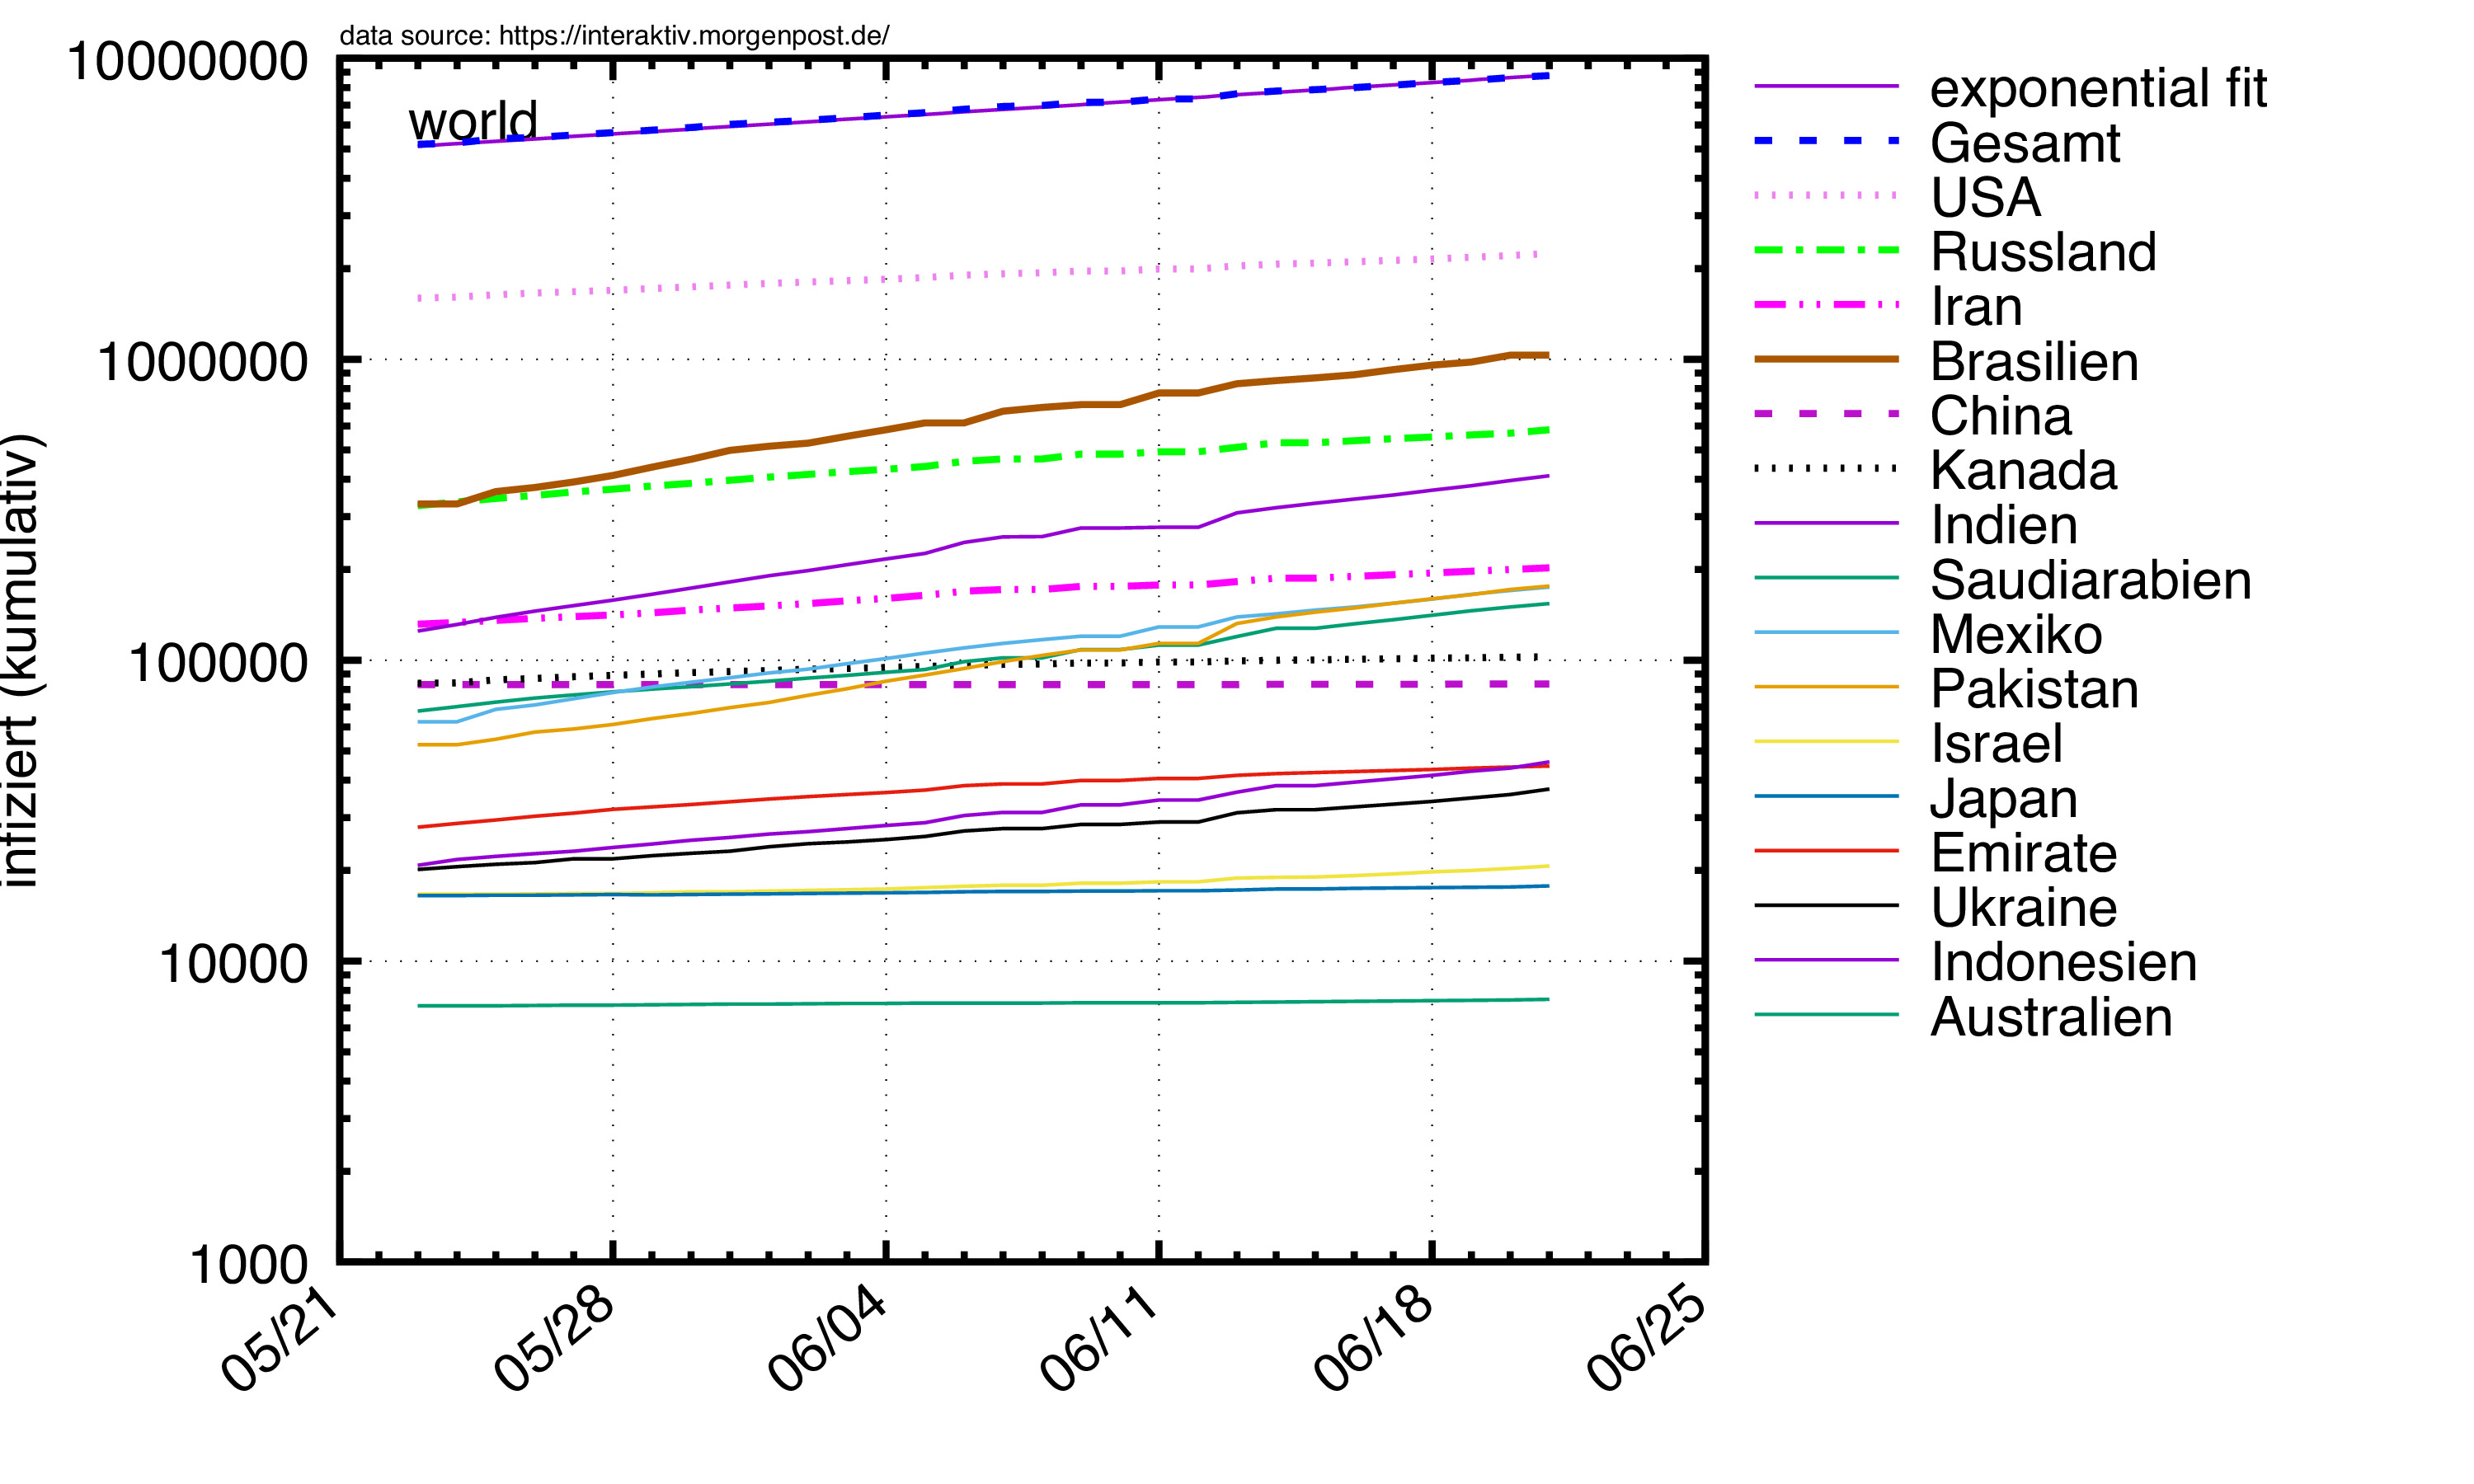 data source: https://interaktiv.morgenpost.de/
world
infiziert (kumulativ)
10000000
1000000
100000
10000
1000
05/21
05/28
06/04
06/11
06/18
06/25
exponential fit
Gesamt
USA
Russland
Iran
Brasilien
China
Kanada
Indien
Saudiarabien
Mexiko
Pakistan
Israel
Japan
Emirate
Ukraine
Indonesien
Australien